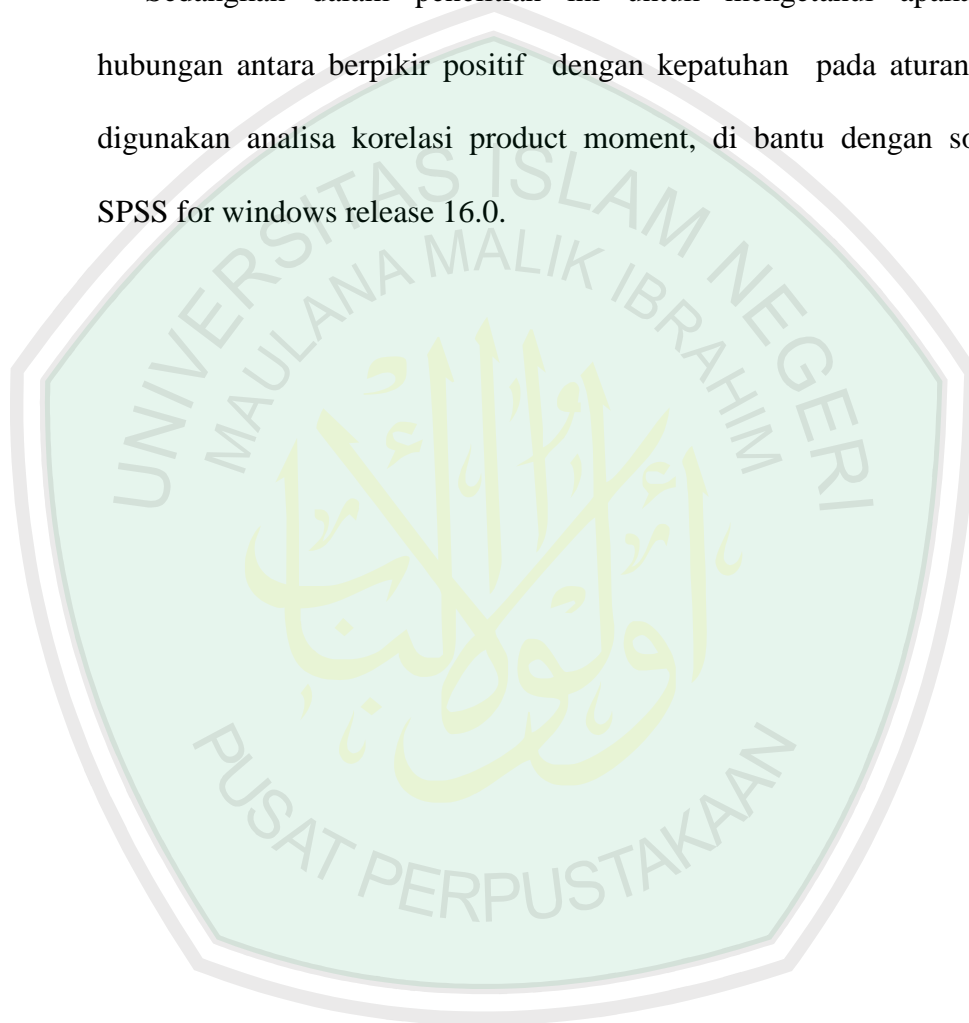 hubungan antara berpikir positif dengan kepatuhan pada aturan
digunakan analisa korelasi product moment, di bantu dengan so
SPSS for windows release 16.0.
UNIVERSITAS ISLAM NEGERI
MAULANA MALIK IBRAHIM
PUSAT PERPUSTAKAAN